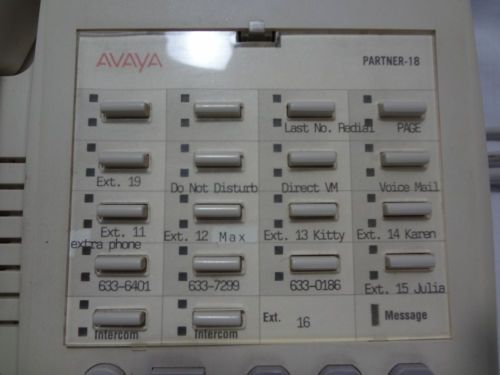 AVAYA PARTNER-18
Last No. Redial PAGE
Ext. 19 Do Not Disturb Direct VM Voice Mail
Ext. 11 Ext. 12 Max Ext. 13 Kitty Ext. 14 Karen
extra phone
633-6401 633-7299 633-0186 Ext. 15 Julia
Intercom Intercom Ext. 16 Message